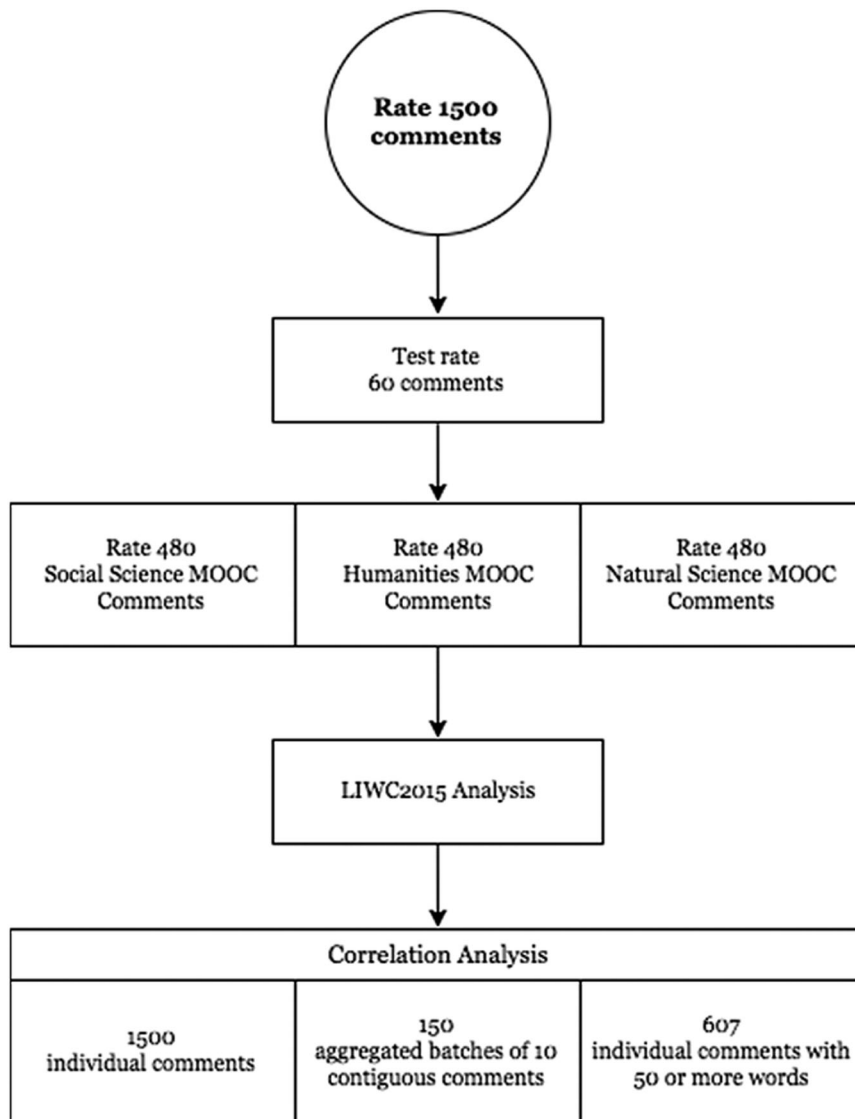 Rate 1500
comments
Test rate
60 comments
Rate 480
Social Science MOOC
Comments
Rate 480
Humanities MOOC
Comments
Rate 480
Natural Science MOOC
Comments
LIWC2015 Analysis
Correlation Analysis
1500
individual comments
150
aggregated batches of 10
contiguous comments
607
individual comments with
50 or more words